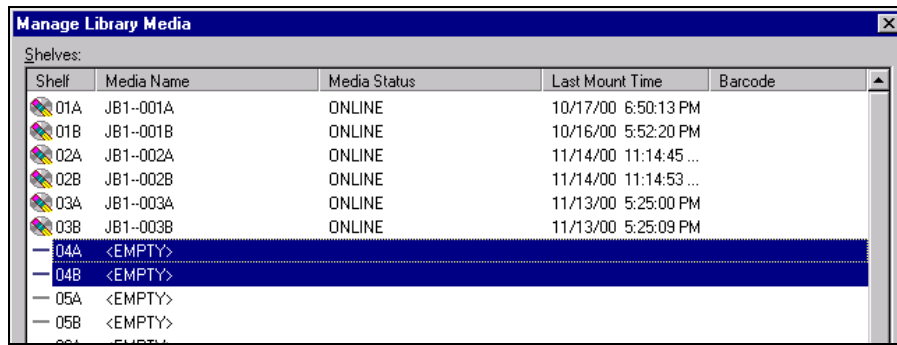 Manage Library Media
Shelves:
Shelf Media Name Media Status Last Mount Time Barcode
01A JB1--001A ONLINE 10/17/00 6:50:13 PM
01B JB1--001B ONLINE 10/16/00 5:52:20 PM
02A JB1--002A ONLINE 11/14/00 11:14:45 ...
02B JB1--002B ONLINE 11/14/00 11:14:53 ...
03A JB1--003A ONLINE 11/13/00 5:25:00 PM
03B JB1--003B ONLINE 11/13/00 5:25:09 PM
04A <EMPTY>
04B <EMPTY>
05A <EMPTY>
05B <EMPTY>